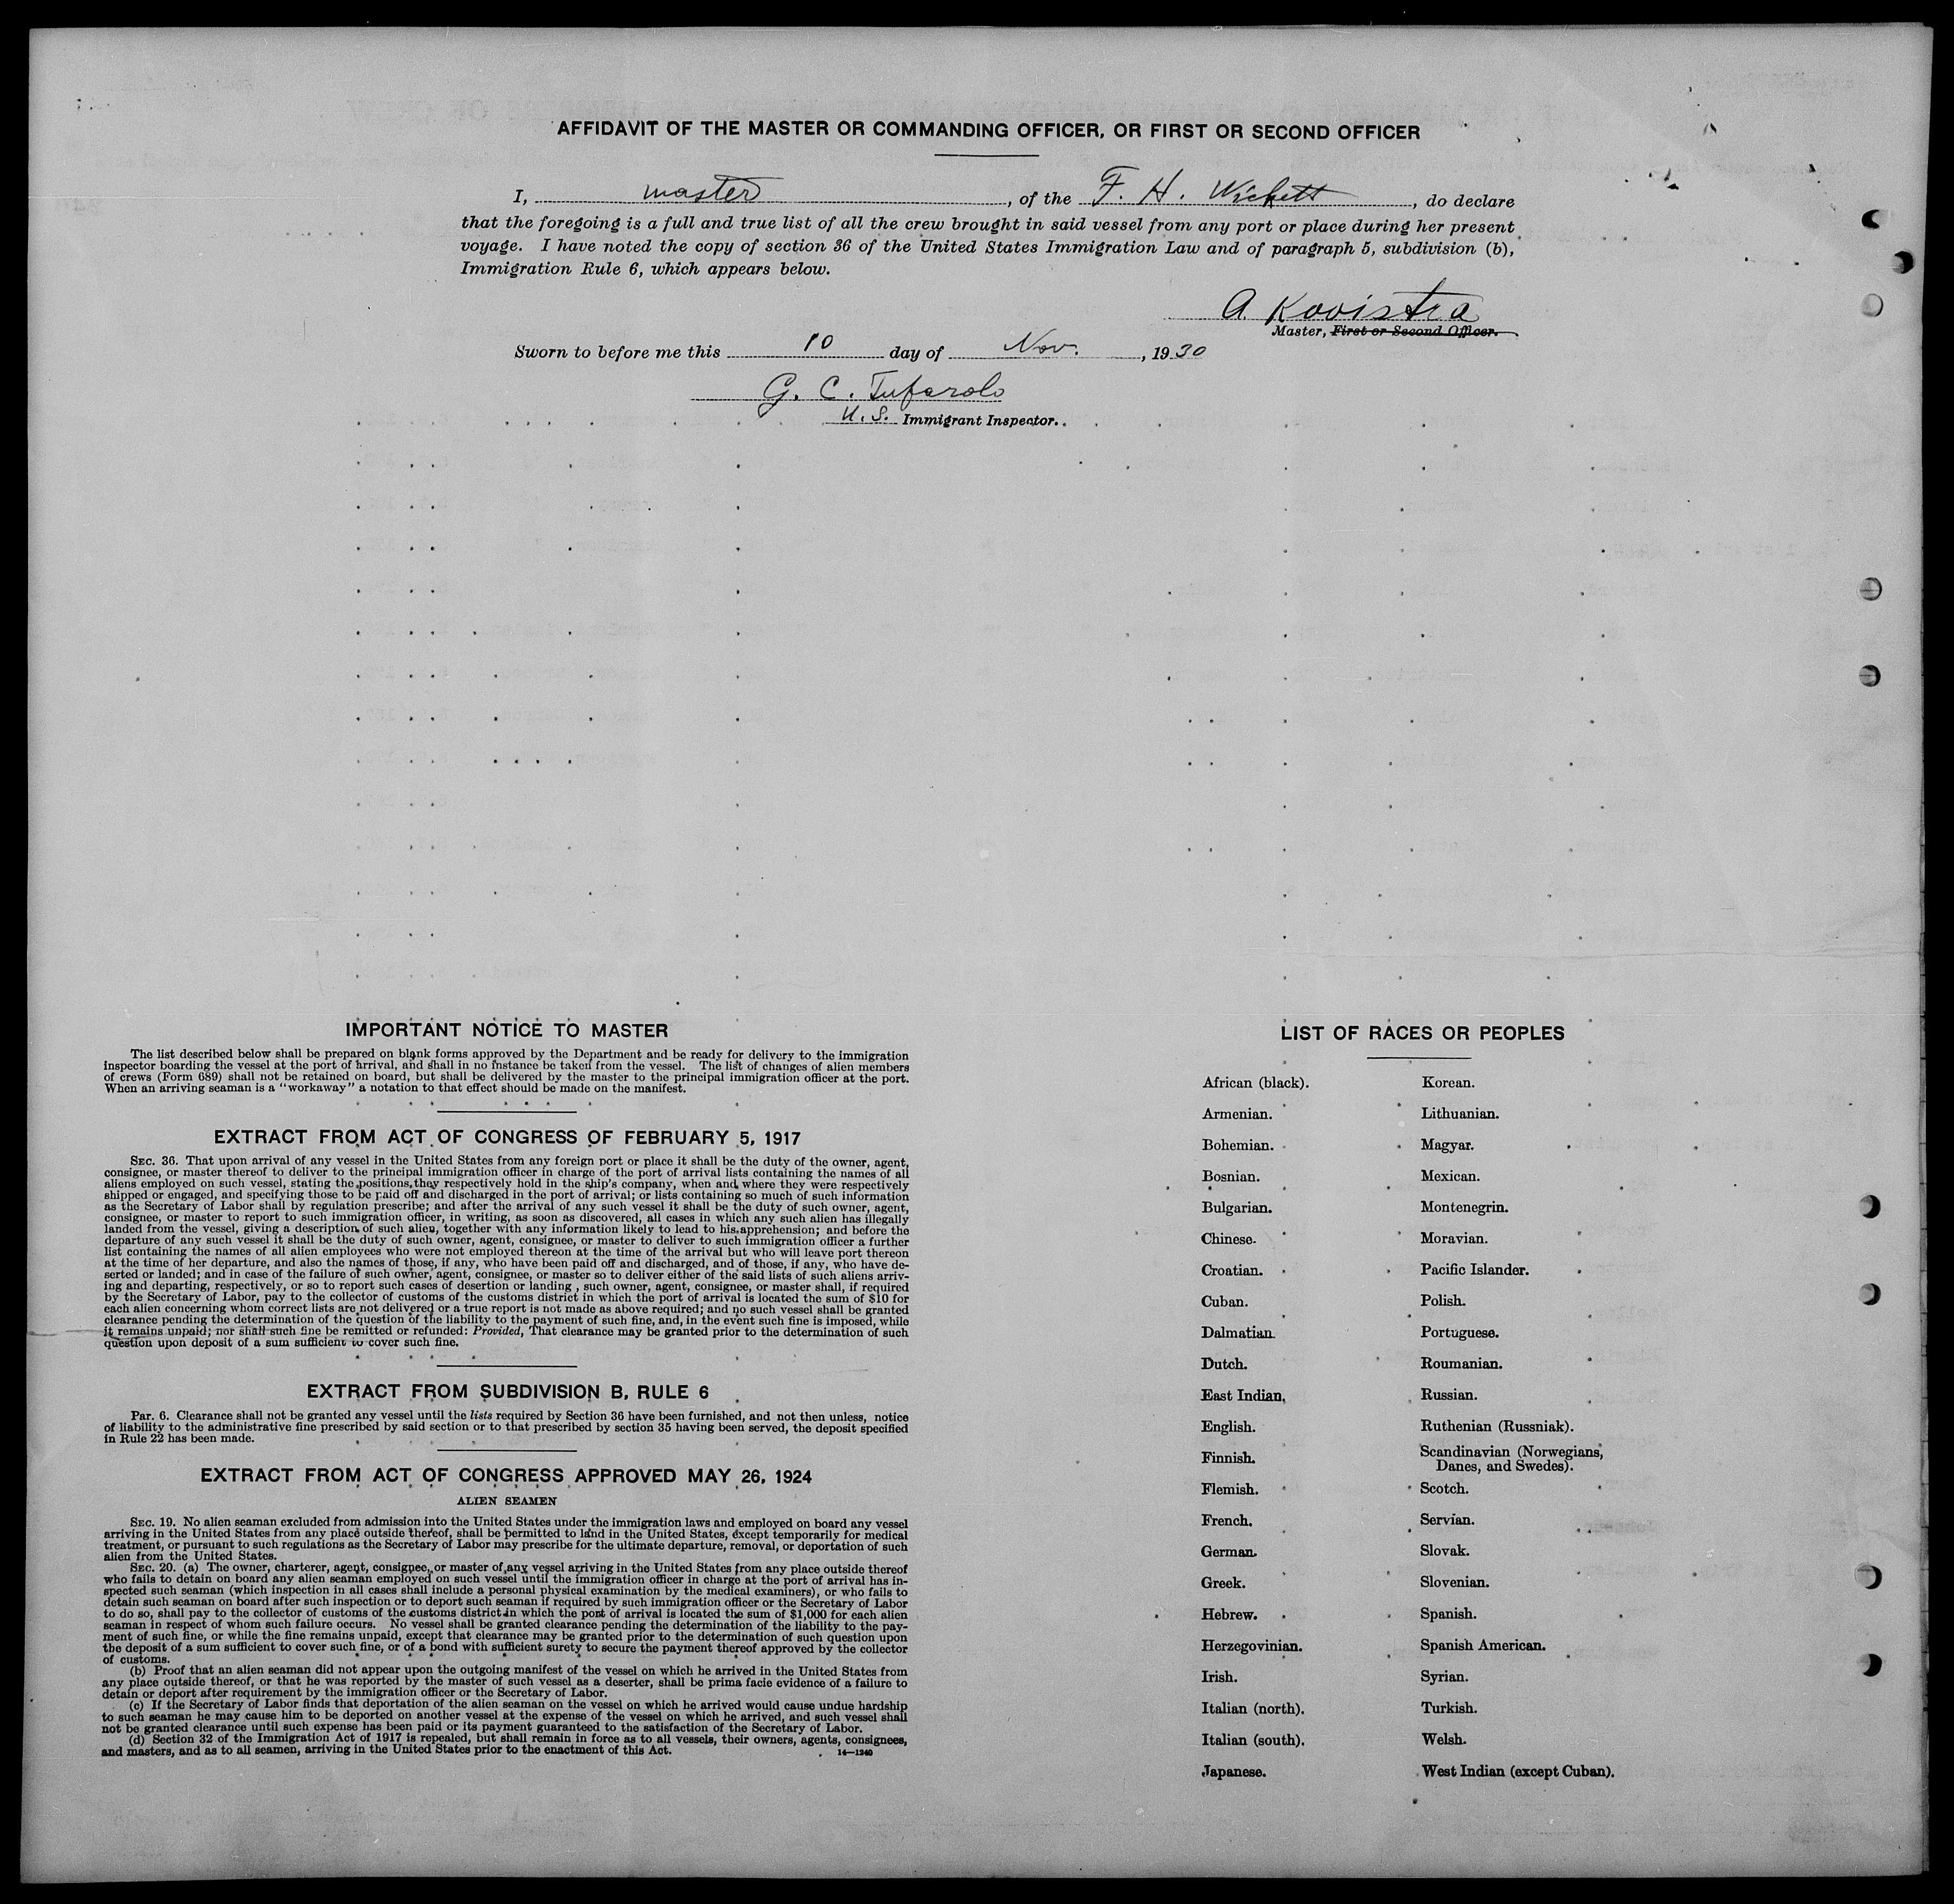 AFFIDAVIT OF THE MASTER OR COMMANDING OFFICER, OR FIRST OR SECOND OFFICER
I, master, of the F. H. Wickett, do declare
that the foregoing is a full and true list of all the crew brought in said vessel from any port or place during her present
voyage. I have noted the copy of section 36 of the United States Immigration Law and of paragraph 5, subdivision (b),
Immigration Rule 6, which appears below.
A. Kooistra
Master, First or Second Officer.
Sworn to before me this 10 day of Nov., 1930
G. C. Tufarolo
U.S. Immigrant Inspector.
IMPORTANT NOTICE TO MASTER
The list described below shall be prepared on blank forms approved by the Department and be ready for delivery to the immigration
inspector boarding the vessel at the port of arrival, and shall in no instance be taken from the vessel. The list of changes of alien members
of crews (Form 689) shall not be retained on board, but shall be delivered by the master to the principal immigration officer at the port.
When an arriving seaman is a "workaway" a notation to that effect should be made on the manifest.
EXTRACT FROM ACT OF CONGRESS OF FEBRUARY 5, 1917
SEC. 36. That upon arrival of any vessel in the United States from any foreign port or place it shall be the duty of the owner, agent,
consignee, or master thereof to deliver to the principal immigration officer in charge of the port of arrival lists containing the names of all
aliens employed on such vessel, stating the positions they respectively hold in the ship's company, when and where they were respectively
shipped or engaged, and specifying those to be paid off and discharged in the port of arrival; or lists containing so much of such information
as the Secretary of Labor shall by regulation prescribe; and after the arrival of any such vessel it shall be the duty of such owner, agent,
consignee, or master to report to such immigration officer, in writing, as soon as discovered, all cases in which any such alien has illegally
landed from the vessel, giving a description of such alien, together with any information likely to lead to his apprehension; and before the
departure of any such vessel it shall be the duty of such owner, agent, consignee, or master to deliver to such immigration officer a further
list containing the names of all alien employees who were not employed thereon at the time of the arrival but who will leave port thereon
at the time of her departure, and also the names of those, if any, who have been paid off and discharged, and of those, if any, who have de-
serted or landed; and in case of the failure of such owner, agent, consignee, or master so to deliver either of the said lists of such aliens arriv-
ing and departing, respectively, or so to report such cases of desertion or landing, such owner, agent, consignee, or master shall, if required
by the Secretary of Labor, pay to the collector of customs of the customs district in which the port of arrival is located the sum of $10 for
each alien concerning whom correct lists are not delivered or a true report is not made as above required; and no such vessel shall be granted
clearance pending the determination of the question of the liability to the payment of such fine, and, in the event such fine is imposed, while
it remains unpaid; nor shall such fine be remitted or refunded: Provided, That clearance may be granted prior to the determination of such
question upon deposit of a sum sufficient to cover such fine.
EXTRACT FROM SUBDIVISION B, RULE 6
Par. 6. Clearance shall not be granted any vessel until the lists required by Section 36 have been furnished, and not then unless, notice
of liability to the administrative fine prescribed by said section or to that prescribed by section 35 having been served, the deposit specified
in Rule 22 has been made.
EXTRACT FROM ACT OF CONGRESS APPROVED MAY 26, 1924
ALIEN SEAMEN
SEC. 19. No alien seaman excluded from admission into the United States under the immigration laws and employed on board any vessel
arriving in the United States from any place outside thereof, shall be permitted to land in the United States, except temporarily for medical
treatment, or pursuant to such regulations as the Secretary of Labor may prescribe for the ultimate departure, removal, or deportation of such
alien from the United States.
SEC. 20. (a) The owner, charterer, agent, consignee, or master of any vessel arriving in the United States from any place outside thereof
who fails to detain on board any alien seaman employed on such vessel until the immigration officer in charge at the port of arrival has in-
spected such seaman (which inspection in all cases shall include a personal physical examination by the medical examiners), or who fails to
detain such seaman on board after such inspection or to deport such seaman if required by such immigration officer or the Secretary of Labor
to do so, shall pay to the collector of customs of the customs district in which the port of arrival is located the sum of $1,000 for each alien
seaman in respect of whom such failure occurs. No vessel shall be granted clearance pending the determination of the liability to the pay-
ment of such fine, or while the fine remains unpaid, except that clearance may be granted prior to the determination of such question upon
the deposit of a sum sufficient to cover such fine, or of a bond with sufficient surety to secure the payment thereof approved by the collector
of customs.
(b) Proof that an alien seaman did not appear upon the outgoing manifest of the vessel on which he arrived in the United States from
any place outside thereof, or that he was reported by the master of such vessel as a deserter, shall be prima facie evidence of a failure to
detain or deport after requirement by the immigration officer or the Secretary of Labor.
(c) If the Secretary of Labor finds that deportation of the alien seaman on the vessel on which he arrived would cause undue hardship
to such seaman he may cause him to be deported on another vessel at the expense of the vessel on which he arrived, and such vessel shall
not be granted clearance until such expense has been paid or its payment guaranteed to the satisfaction of the Secretary of Labor.
(d) Section 32 of the Immigration Act of 1917 is repealed, but shall remain in force as to all vessels, their owners, agents, consignees,
and masters, and as to all seamen, arriving in the United States prior to the enactment of this Act.
14—1240
LIST OF RACES OR PEOPLES
African (black).
Armenian.
Bohemian.
Bosnian.
Bulgarian.
Chinese.
Croatian.
Cuban.
Dalmatian.
Dutch.
East Indian.
English.
Finnish.
Flemish.
French.
German.
Greek.
Hebrew.
Herzegovinian.
Irish.
Italian (north).
Italian (south).
Japanese.
Korean.
Lithuanian.
Magyar.
Mexican.
Montenegrin.
Moravian.
Pacific Islander.
Polish.
Portuguese.
Roumanian.
Russian.
Ruthenian (Russniak).
Scandinavian (Norwegians,
Danes, and Swedes).
Scotch.
Servian.
Slovak.
Slovenian.
Spanish.
Spanish American.
Syrian.
Turkish.
Welsh.
West Indian (except Cuban).